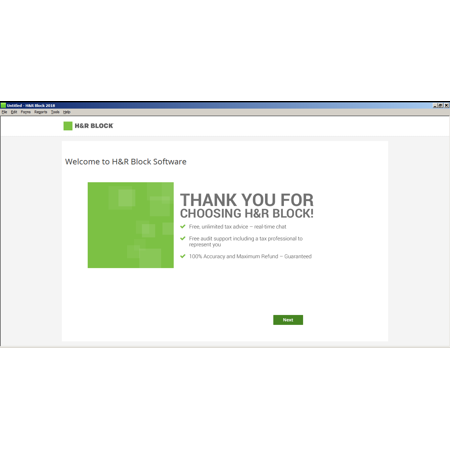 Untitled - H&R Block 2018
File Edit Forms Reports Tools Help
H&R BLOCK
Welcome to H&R Block Software
THANK YOU FOR
CHOOSING H&R BLOCK!
Free, unlimited tax advice – real-time chat
Free audit support including a tax professional to
represent you
100% Accuracy and Maximum Refund – Guaranteed
Next